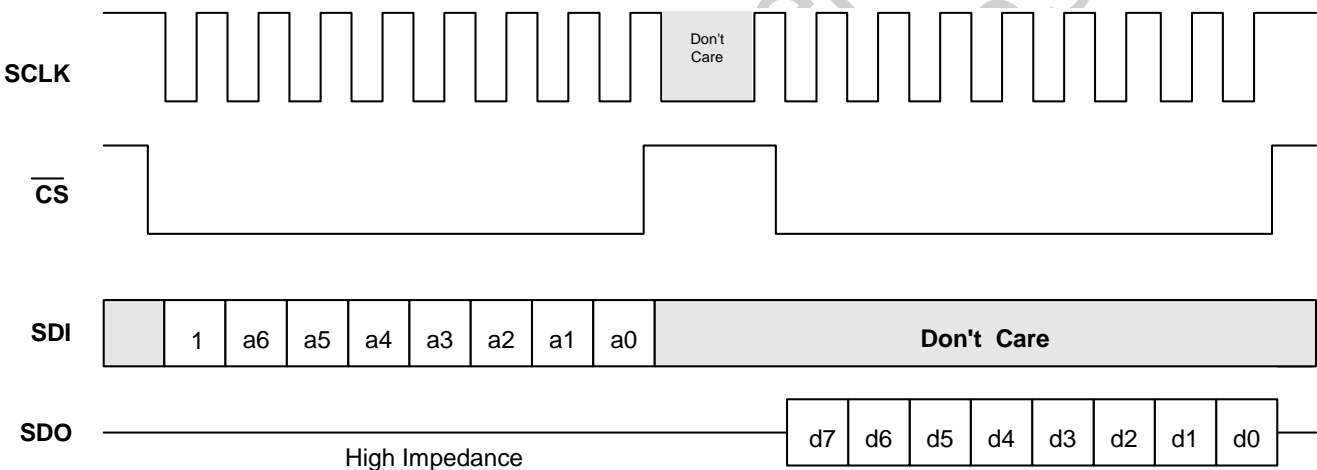 Don't
Care
SCLK
CS
SDI
1 a6 a5 a4 a3 a2 a1 a0 Don't Care
SDO
d7 d6 d5 d4 d3 d2 d1 d0
High Impedance